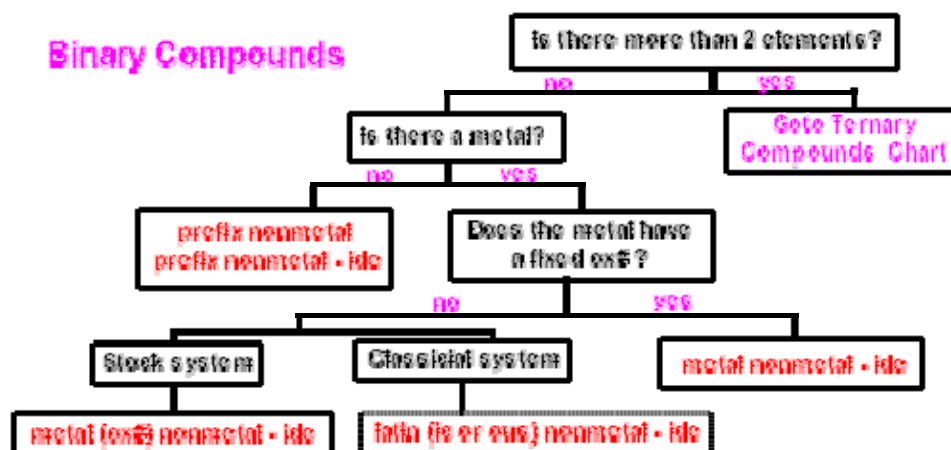 Binary Compounds
Is there more than 2 elements?
no
yes
Is there a metal?
Goto Ternary
Compounds Chart
no
yes
prefix nonmetal
prefix nonmetal - ide
Does the metal have
a fixed ox#?
no
yes
Stock system
Classical system
metal nonmetal - ide
metal (ox#) nonmetal - ide
latin (ic or ous) nonmetal - ide